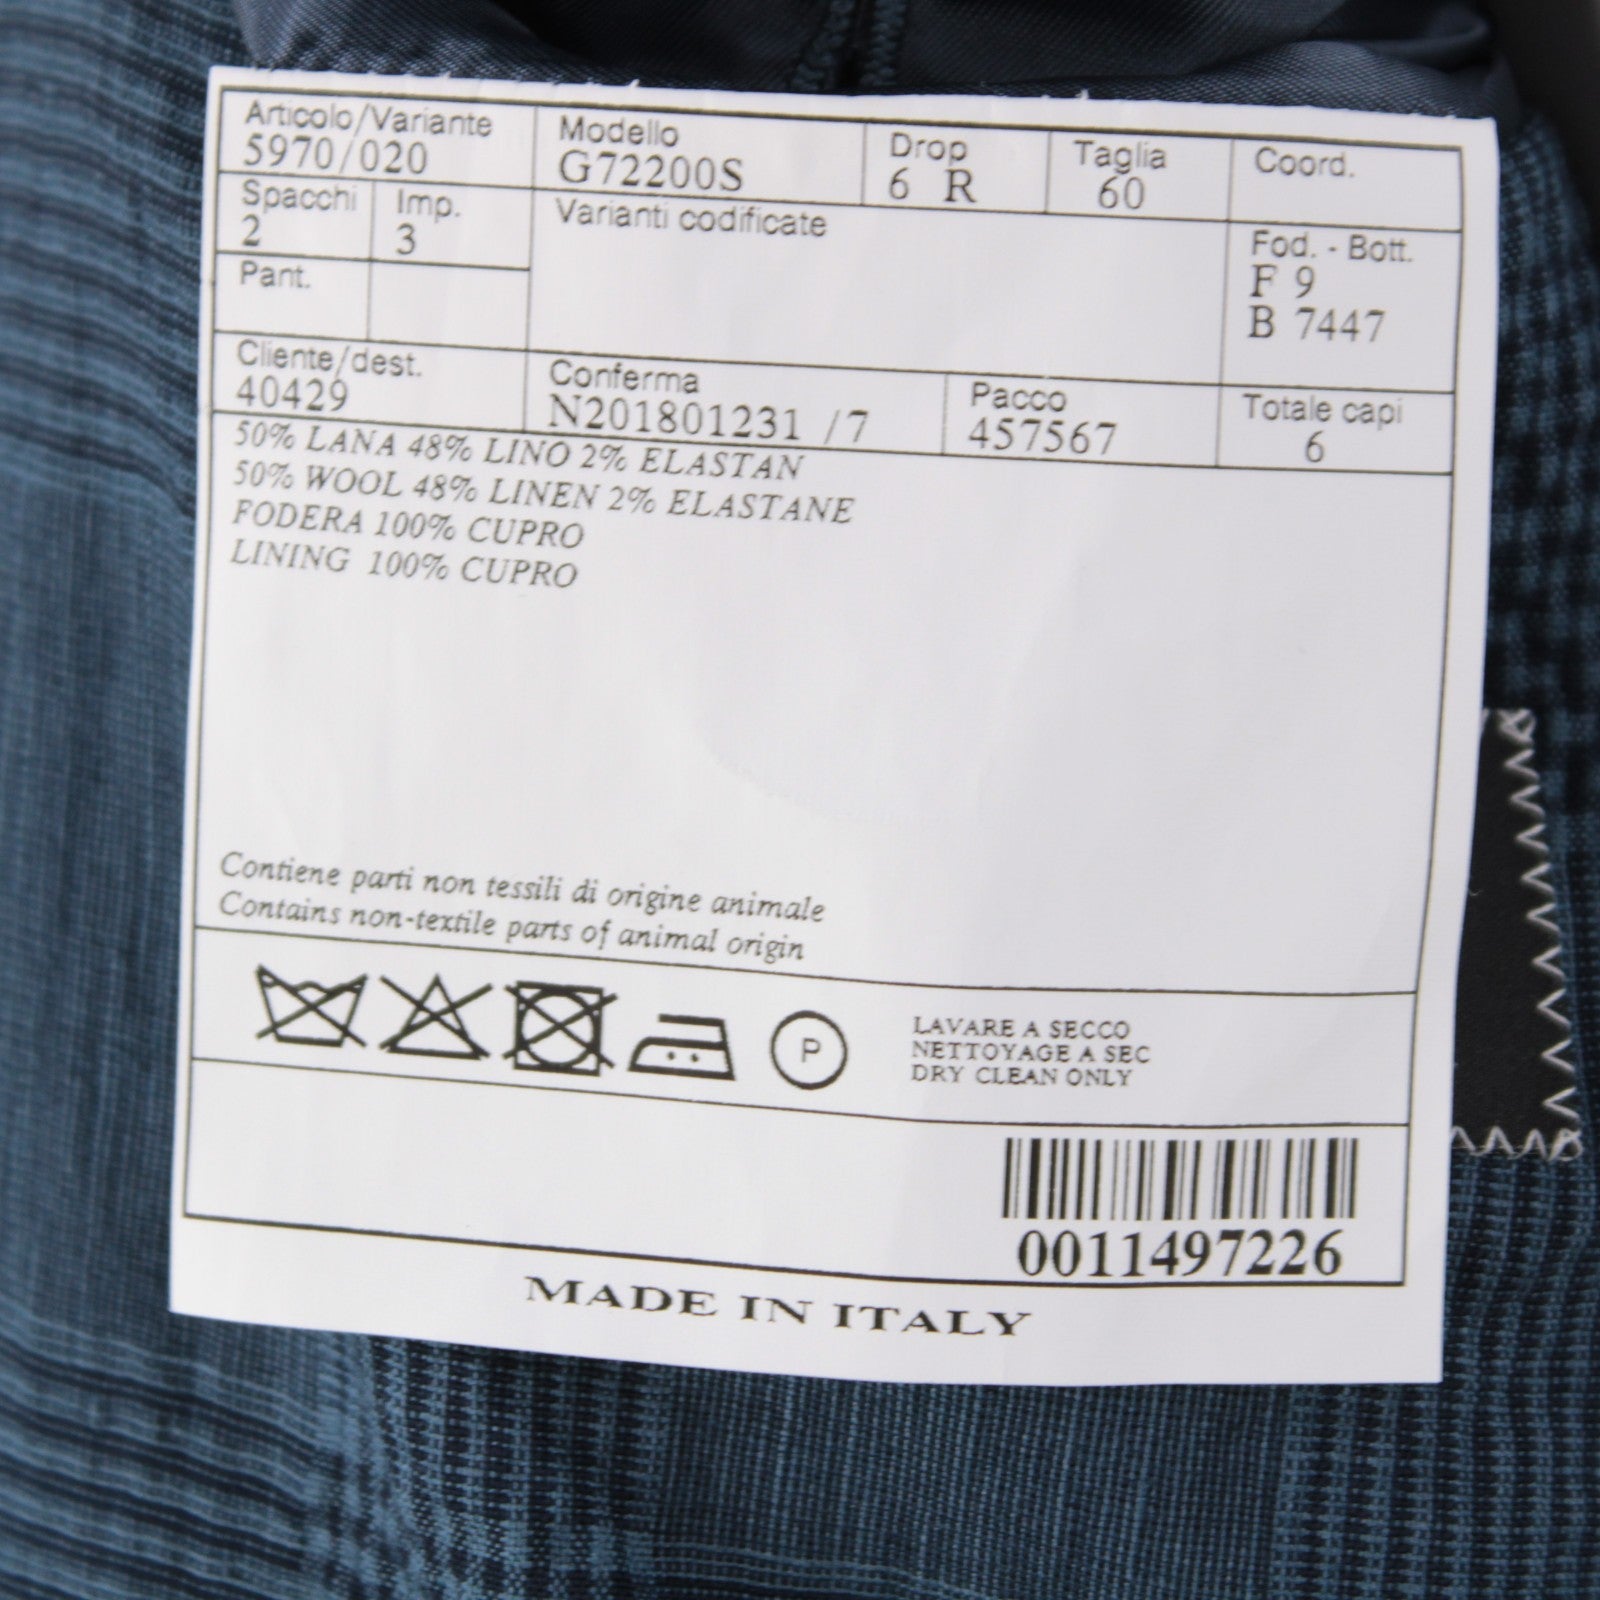 Articolo/Variante Modello Drop Taglia Coord.
5970/020 G72200S 6 R 60
Spacchi Imp. Varianti codificate Fod. - Bott.
2 3 F 9
Pant. B 7447
Cliente/dest. Conferma Pacco Totale capi
40429 N201801231 /7 457567 6
50% LANA 48% LINO 2% ELASTAN
50% WOOL 48% LINEN 2% ELASTANE
FODERA 100% CUPRO
LINING 100% CUPRO
Contiene parti non tessili di origine animale
Contains non-textile parts of animal origin
P
LAVARE A SECCO
NETTOYAGE A SEC
DRY CLEAN ONLY
0011497226
MADE IN ITALY